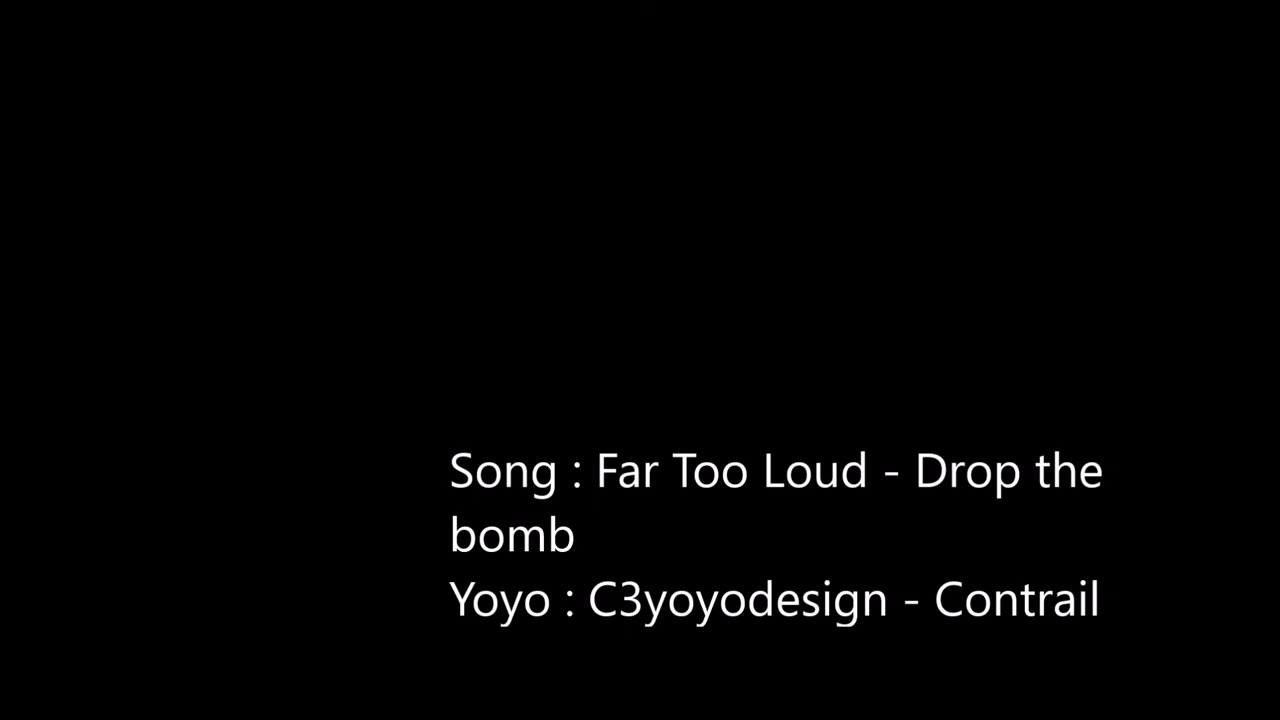 Song : Far Too Loud - Drop the
bomb
Yoyo : C3yoyodesign - Contrail